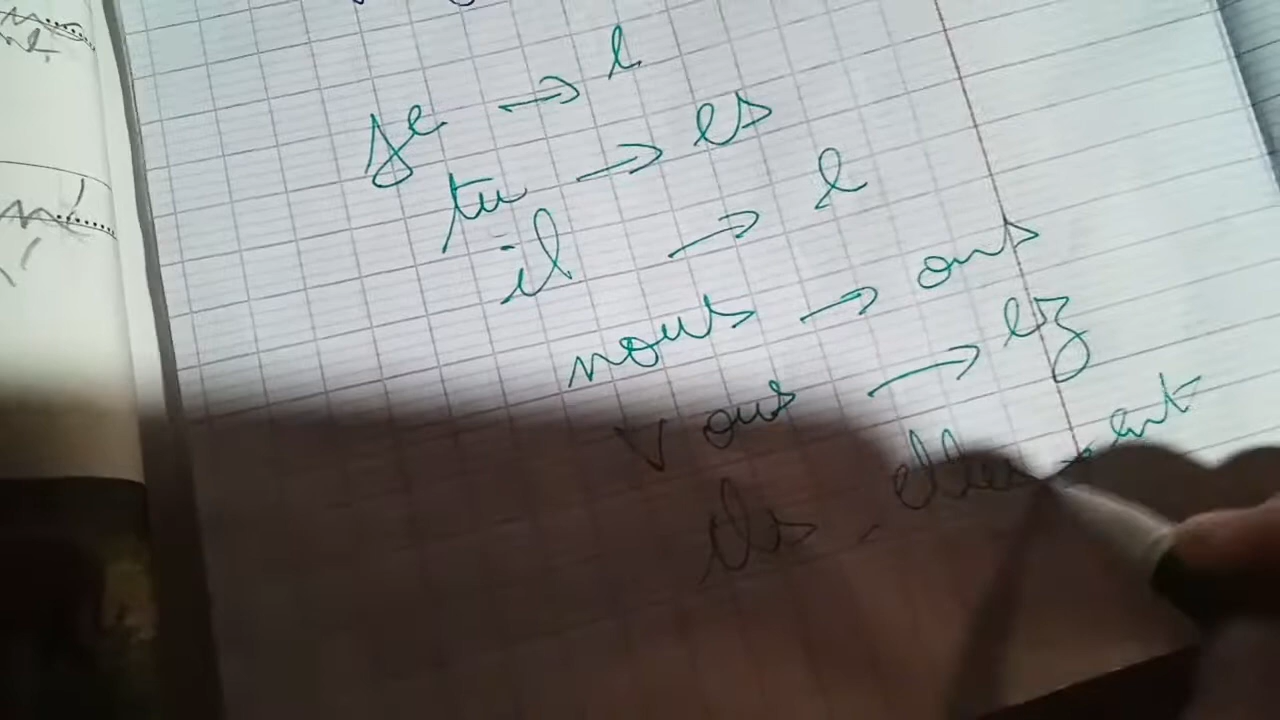 je → e
tu → es
il → e
nous → ons
vous → ez
ils - elles → ent